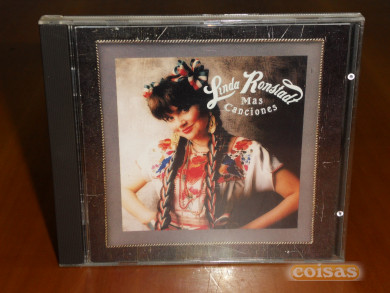 Linda Ronstadt
Mas
Canciones
coisas